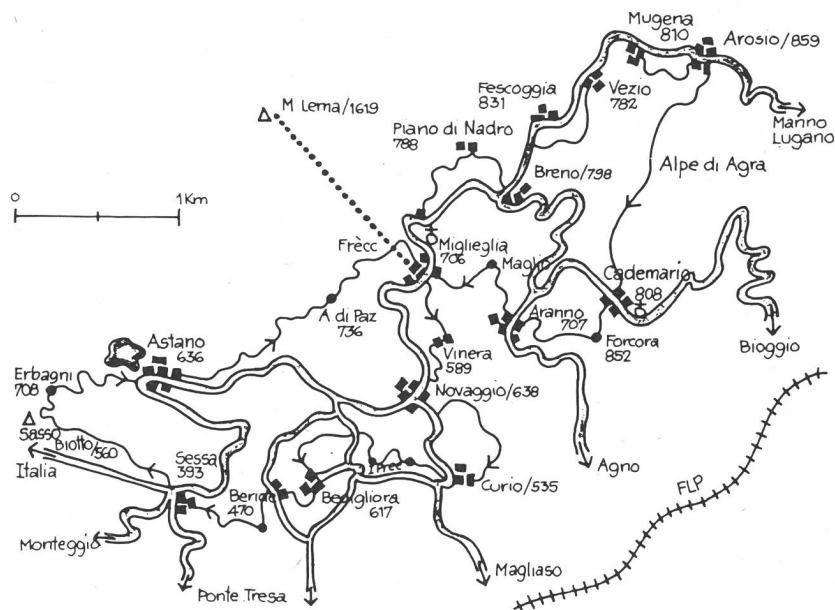 Mugena
810
Arosio/859
Fescoggia
831
Vezio
782
M Lema/1619
Piano di Nadro
788
Manno
Lugano
0
1 Km
Breno/798
Alpe di Agra
Frècc
Miglieglia
706
Maglio
Cademario
808
A di Paz
736
Aranno
707
Astano
636
Vinera
589
Forcora
852
Bioggio
Erbagni
708
Novaggio/638
Sasso
Biotto/560
Italia
Sessa
393
I Prec
Agno
FLP
Beride
470
Bedigliora
617
Curio/535
Monteggio
Ponte Tresa
Magliaso